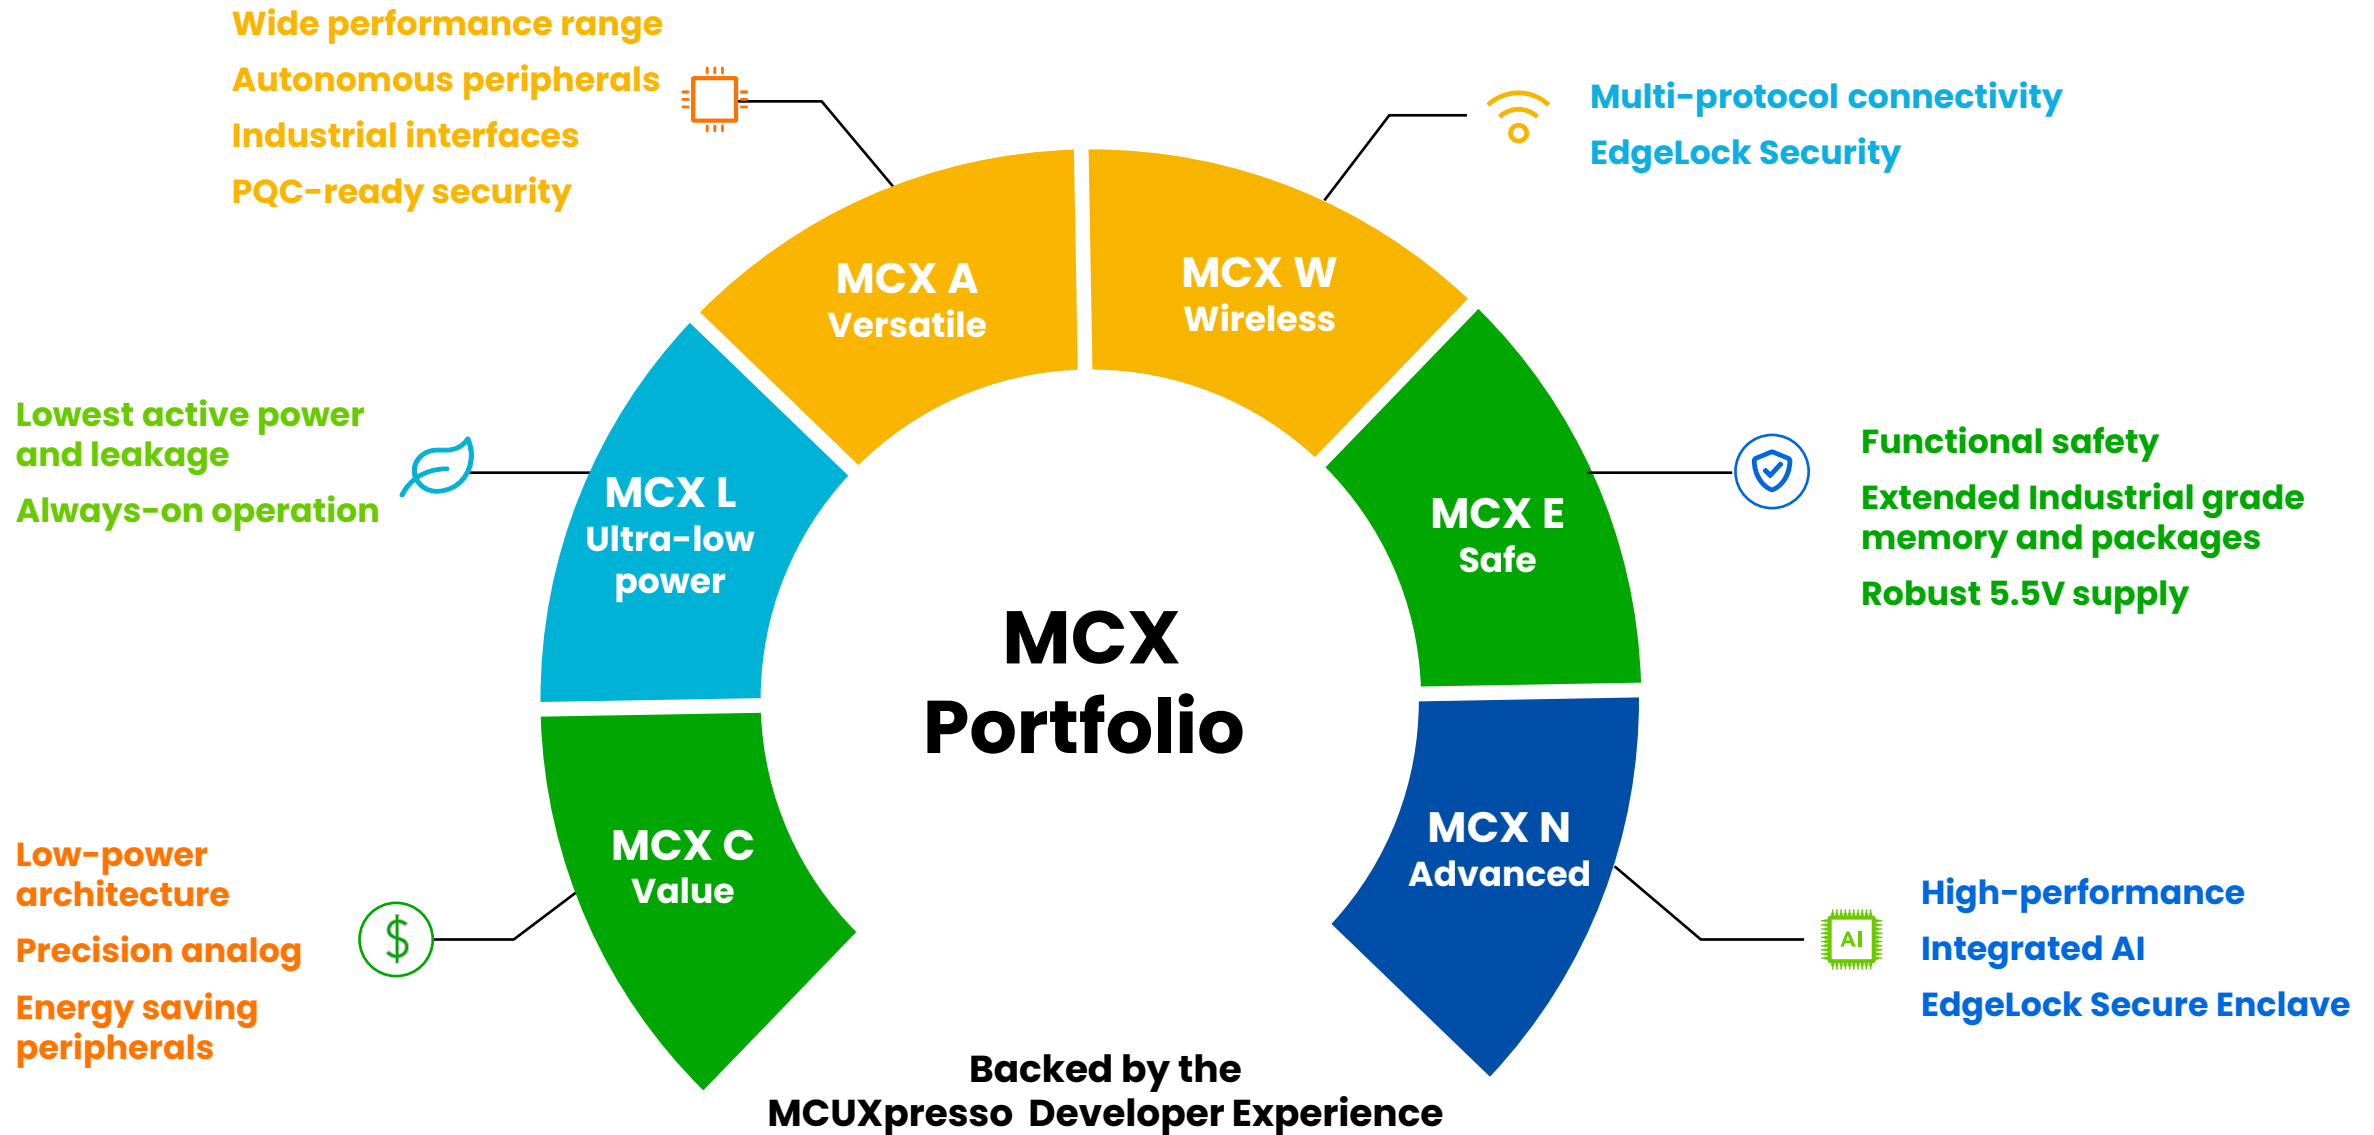 Wide performance range
Autonomous peripherals
Industrial interfaces
PQC-ready security
Multi-protocol connectivity
EdgeLock Security
MCX A
Versatile
MCX W
Wireless
Lowest active power
and leakage
Always-on operation
MCX L
Ultra-low
power
MCX E
Safe
Functional safety
Extended Industrial grade
memory and packages
Robust 5.5V supply
MCX
Portfolio
Low-power
architecture
Precision analog
Energy saving
peripherals
$
MCX C
Value
MCX N
Advanced
AI
High-performance
Integrated AI
EdgeLock Secure Enclave
Backed by the
MCUXpresso Developer Experience